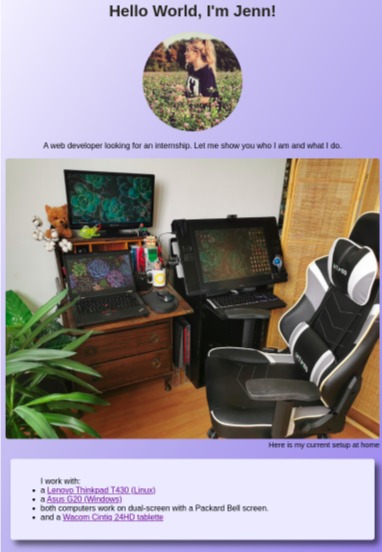 Hello World, I'm Jenn!
A web developer looking for an internship. Let me show you who I am and what I do.
Here is my current setup at home
I work with:
a Lenovo Thinkpad T430 (Linux)
a Asus G20 (Windows)
both computers work on dual-screen with a Packard Bell screen.
and a Wacom Cintiq 24HD tablette